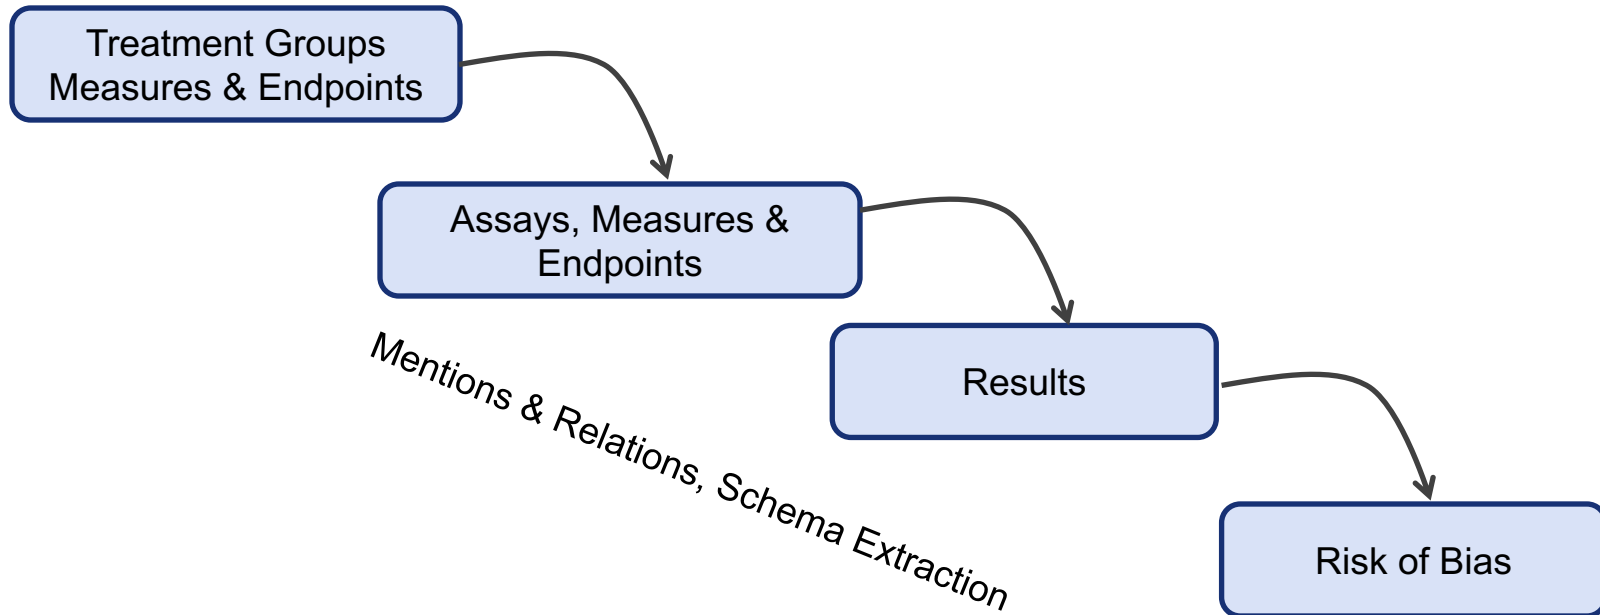 Treatment Groups
Measures & Endpoints
Assays, Measures &
Endpoints
Results
Mentions & Relations, Schema Extraction
Risk of Bias